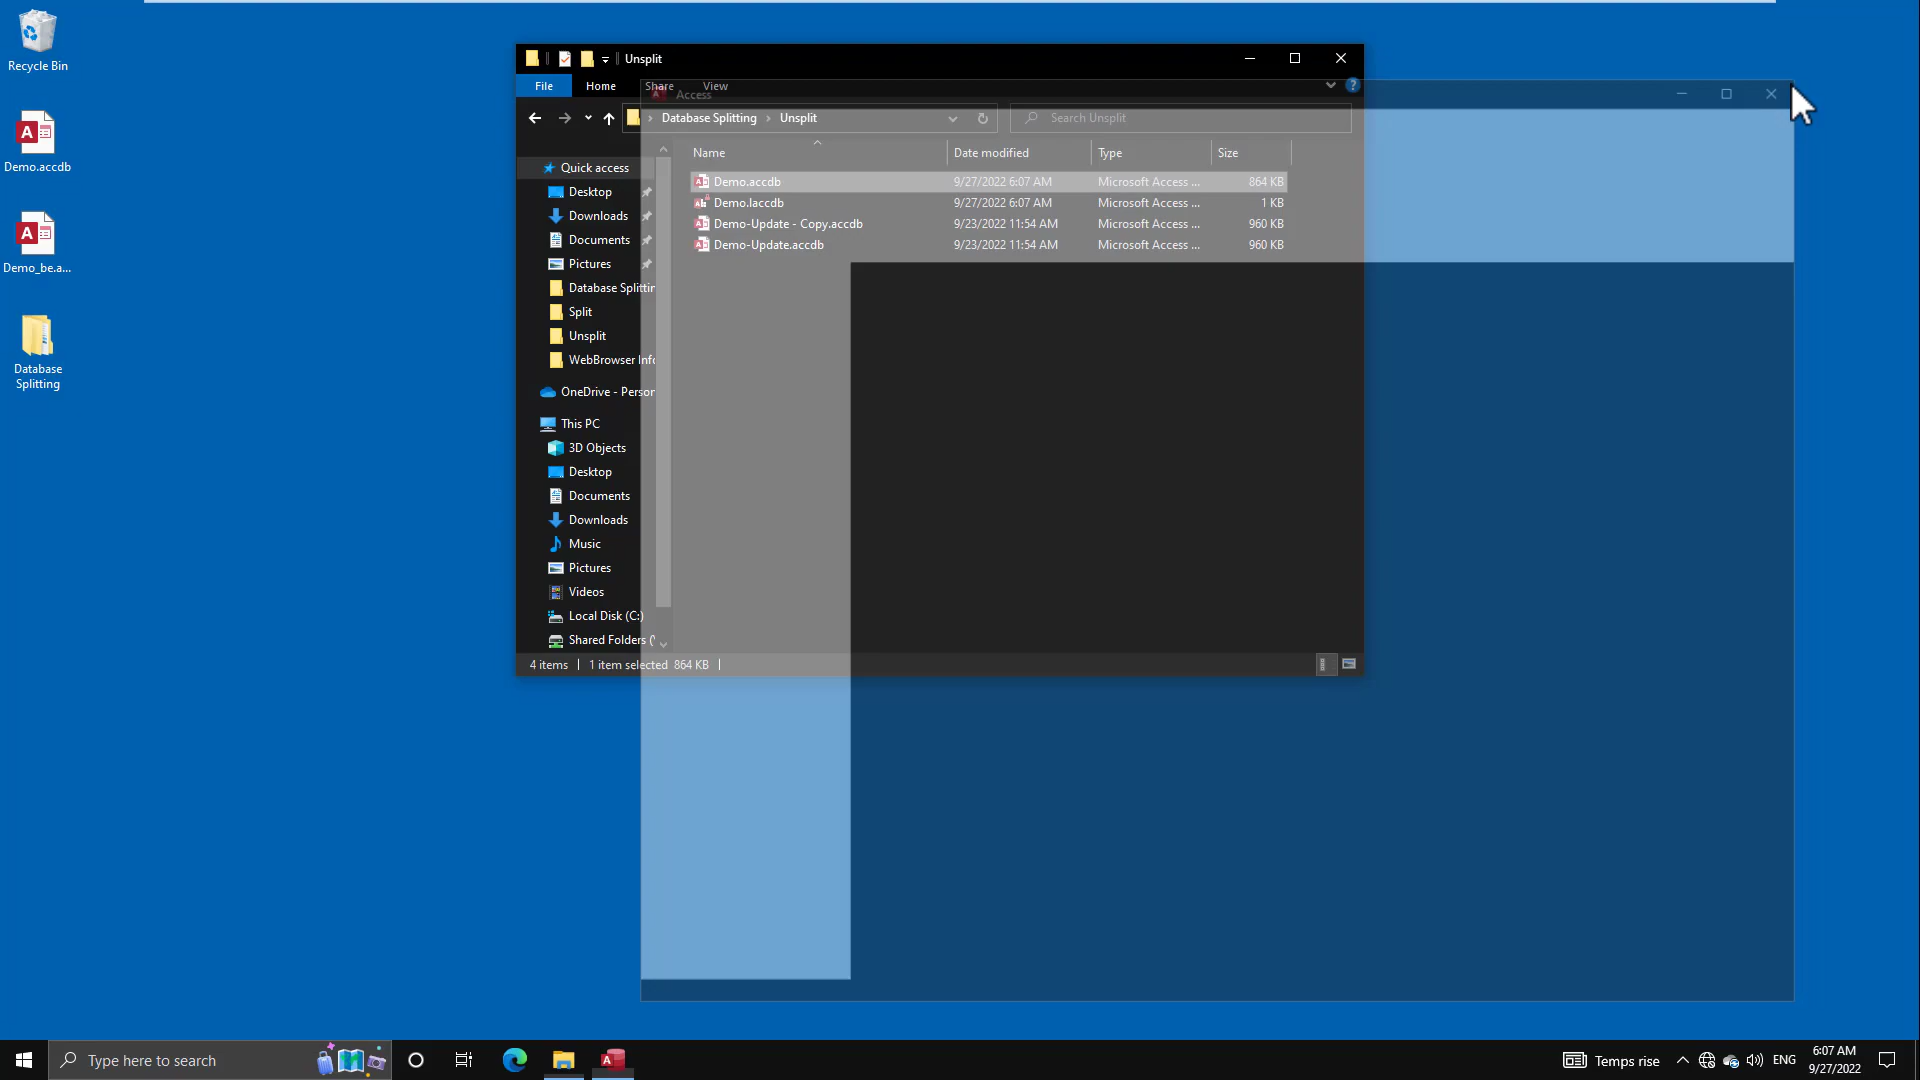 Recycle Bin
Demo.accdb
Demo_be.a...
Database
Splitting
Unsplit
File Home Share View
Access
Database Splitting Unsplit
Search Unsplit
Name Date modified Type Size
Demo.accdb 9/27/2022 6:07 AM Microsoft Access ... 864 KB
Demo.laccdb 9/27/2022 6:07 AM Microsoft Access ... 1 KB
Demo-Update - Copy.accdb 9/23/2022 11:54 AM Microsoft Access ... 960 KB
Demo-Update.accdb 9/23/2022 11:54 AM Microsoft Access ... 960 KB
Quick access
Desktop
Downloads
Documents
Pictures
Database Splittin
Split
Unsplit
WebBrowser Info
OneDrive - Person
This PC
3D Objects
Desktop
Documents
Downloads
Music
Pictures
Videos
Local Disk (C:)
Shared Folders (
4 items 1 item selected 864 KB
Type here to search
Temps rise
ENG
6:07 AM
9/27/2022